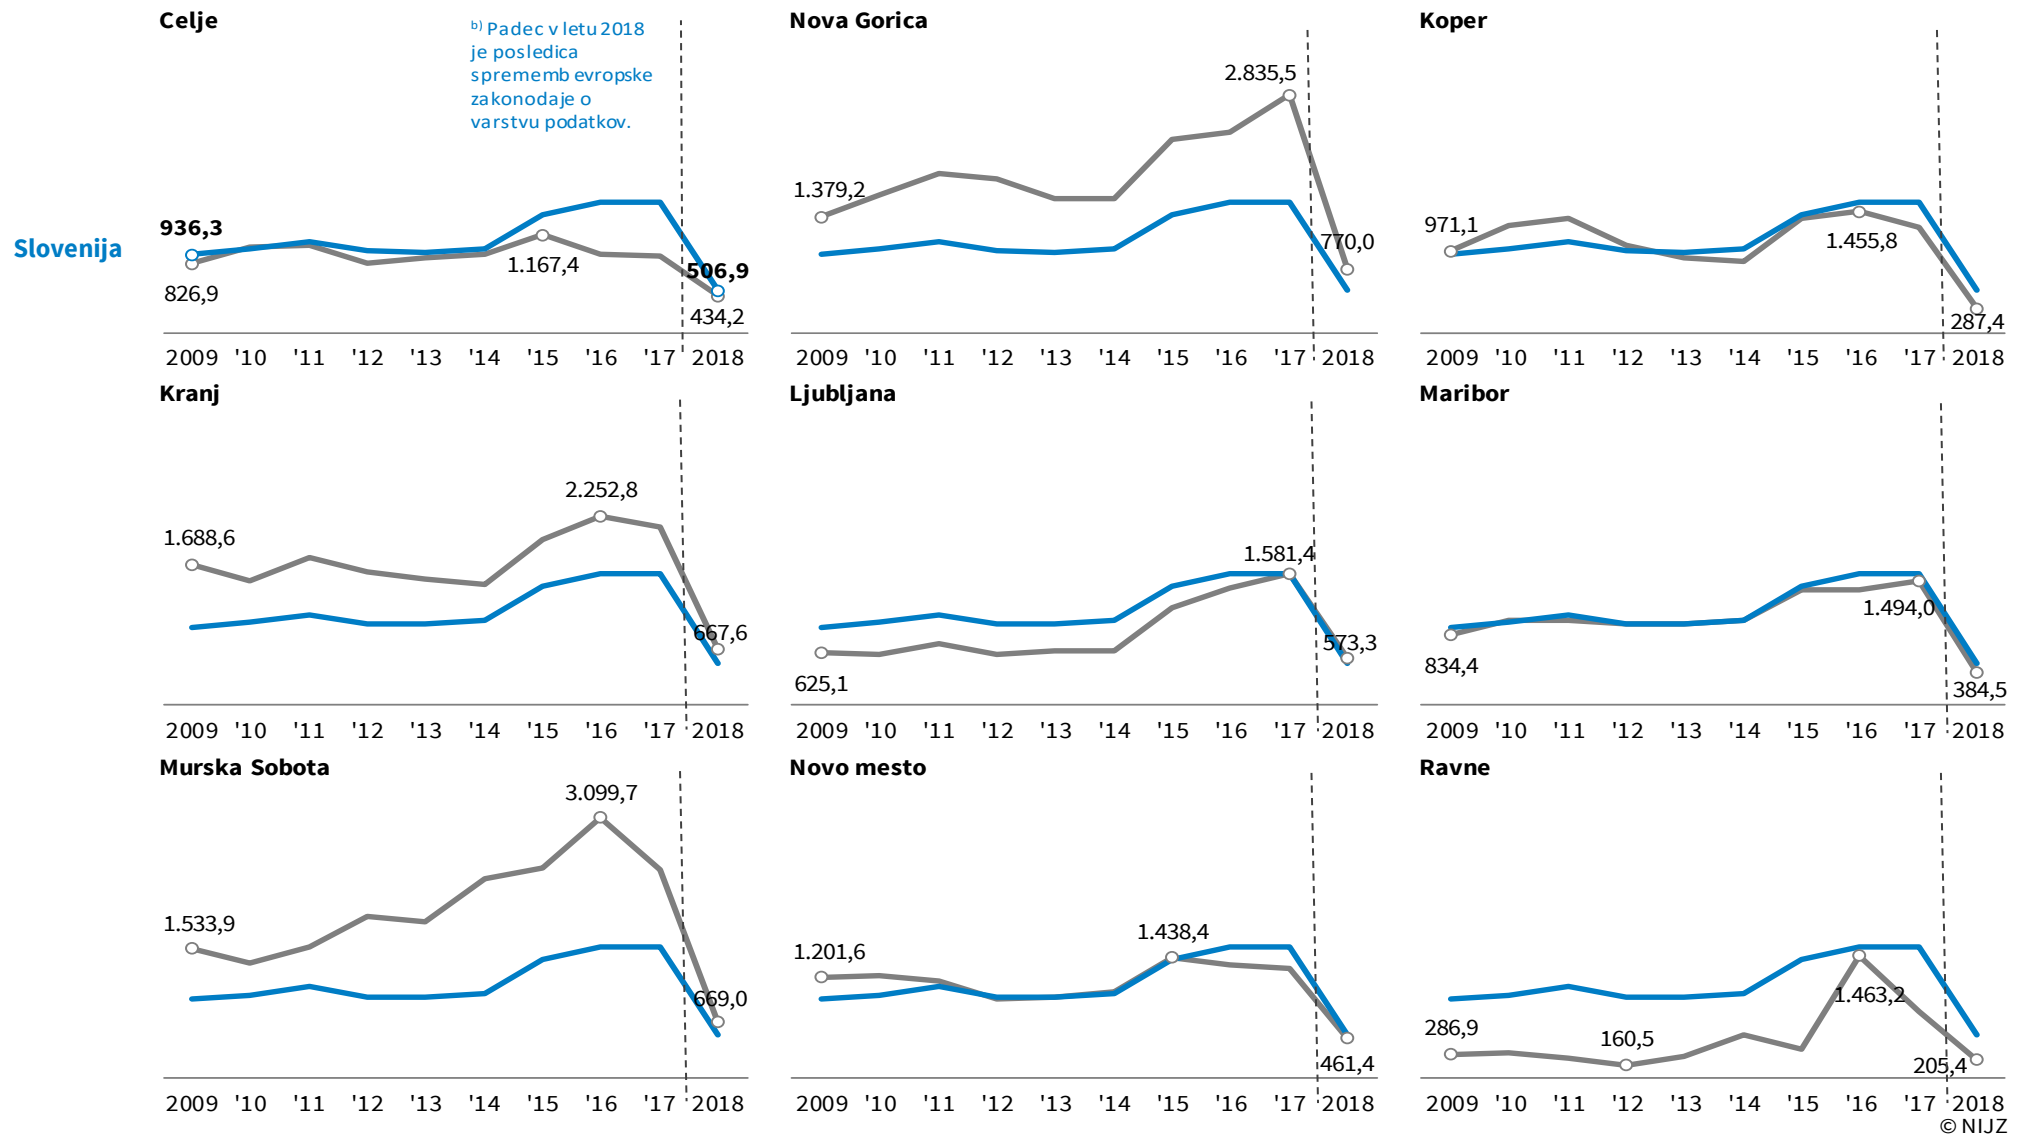 Celje
b) Padec v letu 2018
je posledica
sprememb evropske
zakonodaje o
varstvu podatkov.
Slovenija
936,3
826,9
1.167,4
506,9
434,2
2009 '10 '11 '12 '13 '14 '15 '16 '17 2018
Nova Gorica
2.835,5
1.379,2
770,0
2009 '10 '11 '12 '13 '14 '15 '16 '17 2018
Koper
971,1
1.455,8
287,4
2009 '10 '11 '12 '13 '14 '15 '16 '17 2018
Kranj
2.252,8
1.688,6
667,6
2009 '10 '11 '12 '13 '14 '15 '16 '17 2018
Ljubljana
1.581,4
573,3
625,1
2009 '10 '11 '12 '13 '14 '15 '16 '17 2018
Maribor
1.494,0
834,4
384,5
2009 '10 '11 '12 '13 '14 '15 '16 '17 2018
Murska Sobota
3.099,7
1.533,9
669,0
2009 '10 '11 '12 '13 '14 '15 '16 '17 2018
Novo mesto
1.438,4
1.201,6
461,4
2009 '10 '11 '12 '13 '14 '15 '16 '17 2018
Ravne
1.463,2
286,9
160,5
205,4
2009 '10 '11 '12 '13 '14 '15 '16 '17 2018
© NIJZ